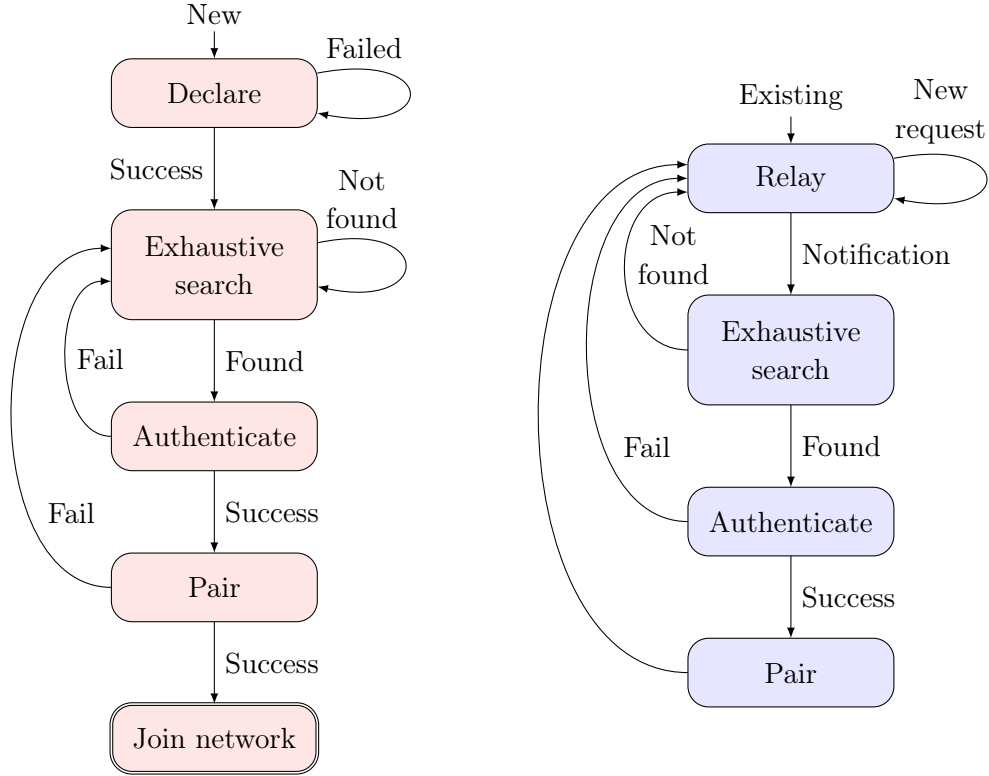 New
Declare
Failed
Success
Not
found
Exhaustive
search
Fail
Found
Authenticate
Fail
Success
Pair
Success
Join network
Existing
New
request
Relay
Not
found
Notification
Exhaustive
search
Fail
Found
Authenticate
Success
Pair